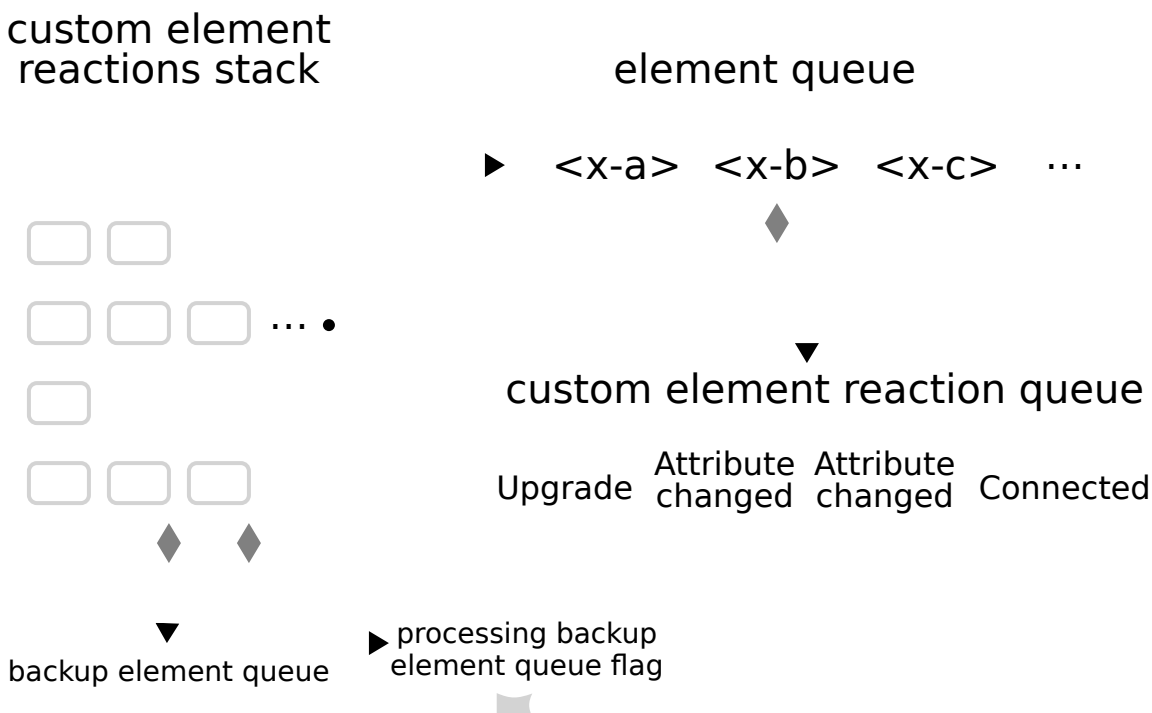 custom element
reactions stack
element queue
<x-a> <x-b> <x-c> ...
...
custom element reaction queue
Upgrade
Attribute
changed
Attribute
changed
Connected
backup element queue
processing backup
element queue flag